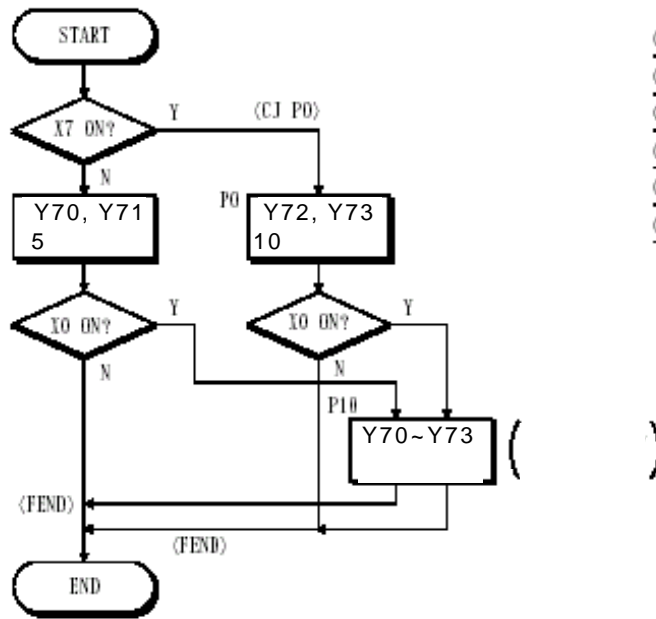 START
X7 ON?
Y
(CJ P0)
N
Y70, Y71
5
P0
Y72, Y73
10
X0 ON?
Y
N
X0 ON?
Y
N
P10
Y70~Y73
(FEND)
(FEND)
END